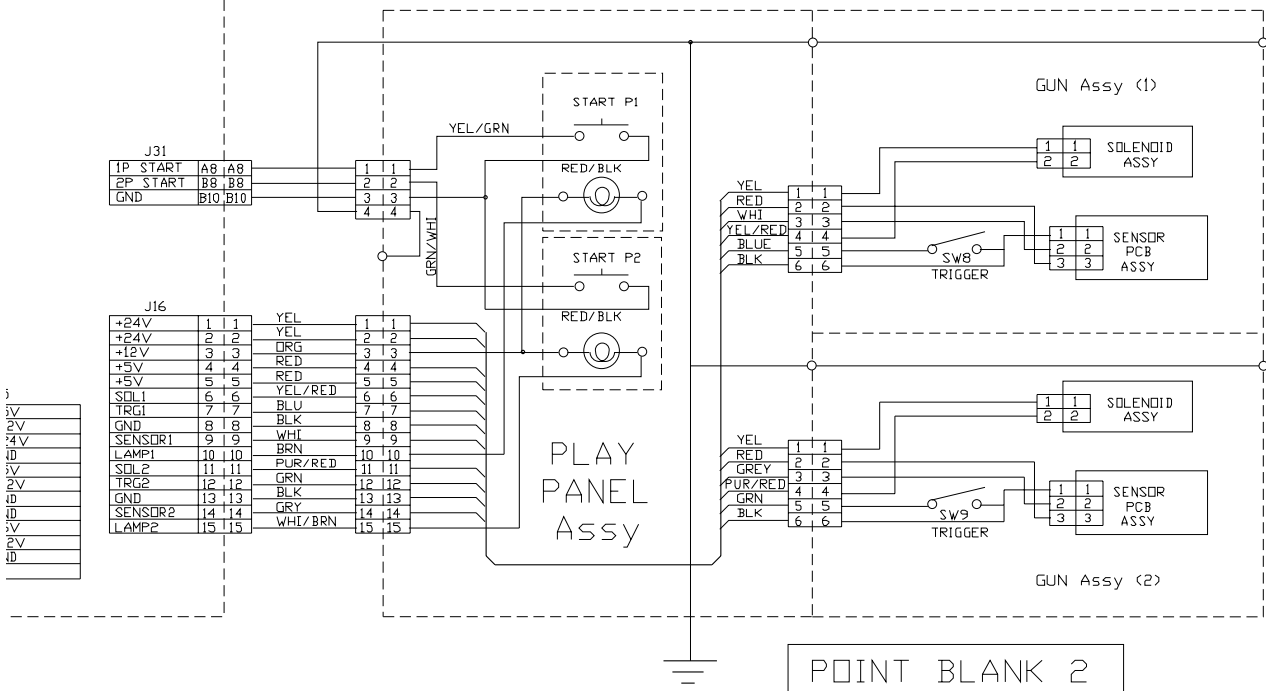 GUN Assy (1)
START P1
YEL/GRN
J31
1P START A8 A8
2P START B8 B8
GND B10 B10
1 1
2 2
3 3
4 4
GRN/WHI
RED/BLK
START P2
RED/BLK
1 1 SOLENOID
2 2 ASSY
YEL 1 1
RED 2 2
WHI 3 3
YEL/RED 4 4
BLUE 5 5
BLK 6 6
SW8
TRIGGER
1 1 SENSOR
2 2 PCB
3 3 ASSY
J16
+24V 1 1 YEL 1 1
+24V 2 2 YEL 2 2
+12V 3 3 ORG 3 3
+5V 4 4 RED 4 4
+5V 5 5 RED 5 5
SOL1 6 6 YEL/RED 6 6
TRG1 7 7 BLU 7 7
GND 8 8 BLK 8 8
SENSOR1 9 9 WHI 9 9
LAMP1 10 10 BRN 10 10
SOL2 11 11 PUR/RED 11 11
TRG2 12 12 GRN 12 12
GND 13 13 BLK 13 13
SENSOR2 14 14 GRY 14 14
LAMP2 15 15 WHI/BRN 15 15
PLAY
PANEL
Assy
1 1 SOLENOID
2 2 ASSY
YEL 1 1
RED 2 2
GREY 3 3
PUR/RED 4 4
GRN 5 5
BLK 6 6
SW9
TRIGGER
1 1 SENSOR
2 2 PCB
3 3 ASSY
GUN Assy (2)
POINT BLANK 2